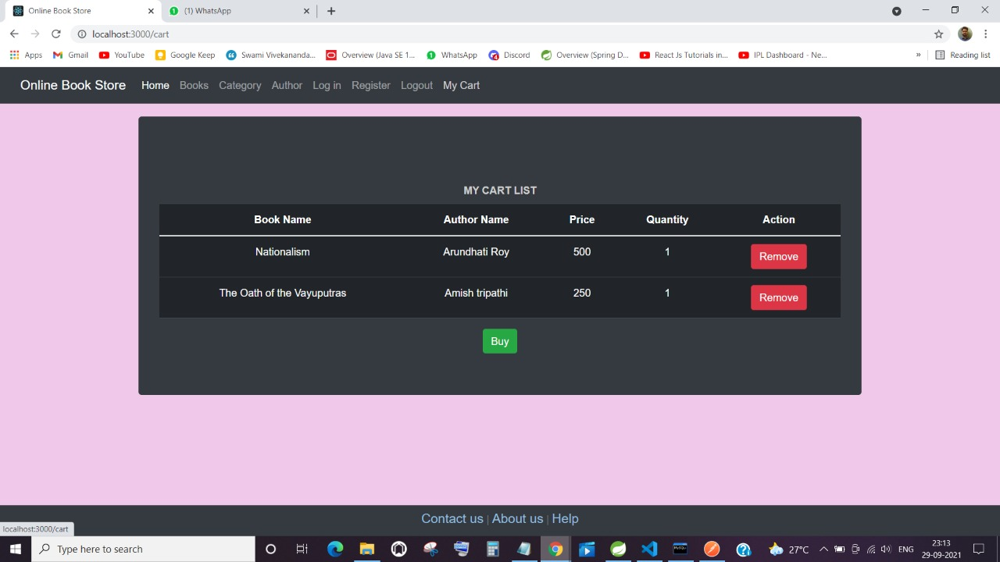 Online Book Store
(1) WhatsApp
localhost:3000/cart
Apps Gmail YouTube Google Keep Swami Vivekananda... Overview (Java SE 1... WhatsApp Discord Overview (Spring D... React Js Tutorials in... IPL Dashboard - Ne... » Reading list
Online Book Store Home Books Category Author Log in Register Logout My Cart
MY CART LIST
Book Name Author Name Price Quantity Action
Nationalism Arundhati Roy 500 1 Remove
The Oath of the Vayuputras Amish tripathi 250 1 Remove
Buy
Contact us | About us | Help
localhost:3000/cart
Type here to search
27°C ENG
23:13
29-09-2021